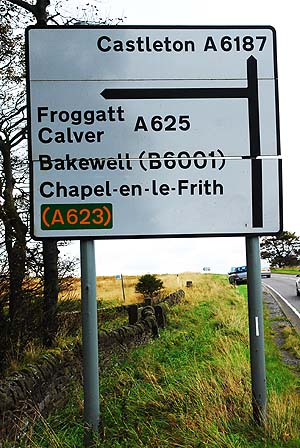 Castleton A6187
Froggatt
Calver A625
Bakewell (B6001)
Chapel-en-le-Frith
(A623)